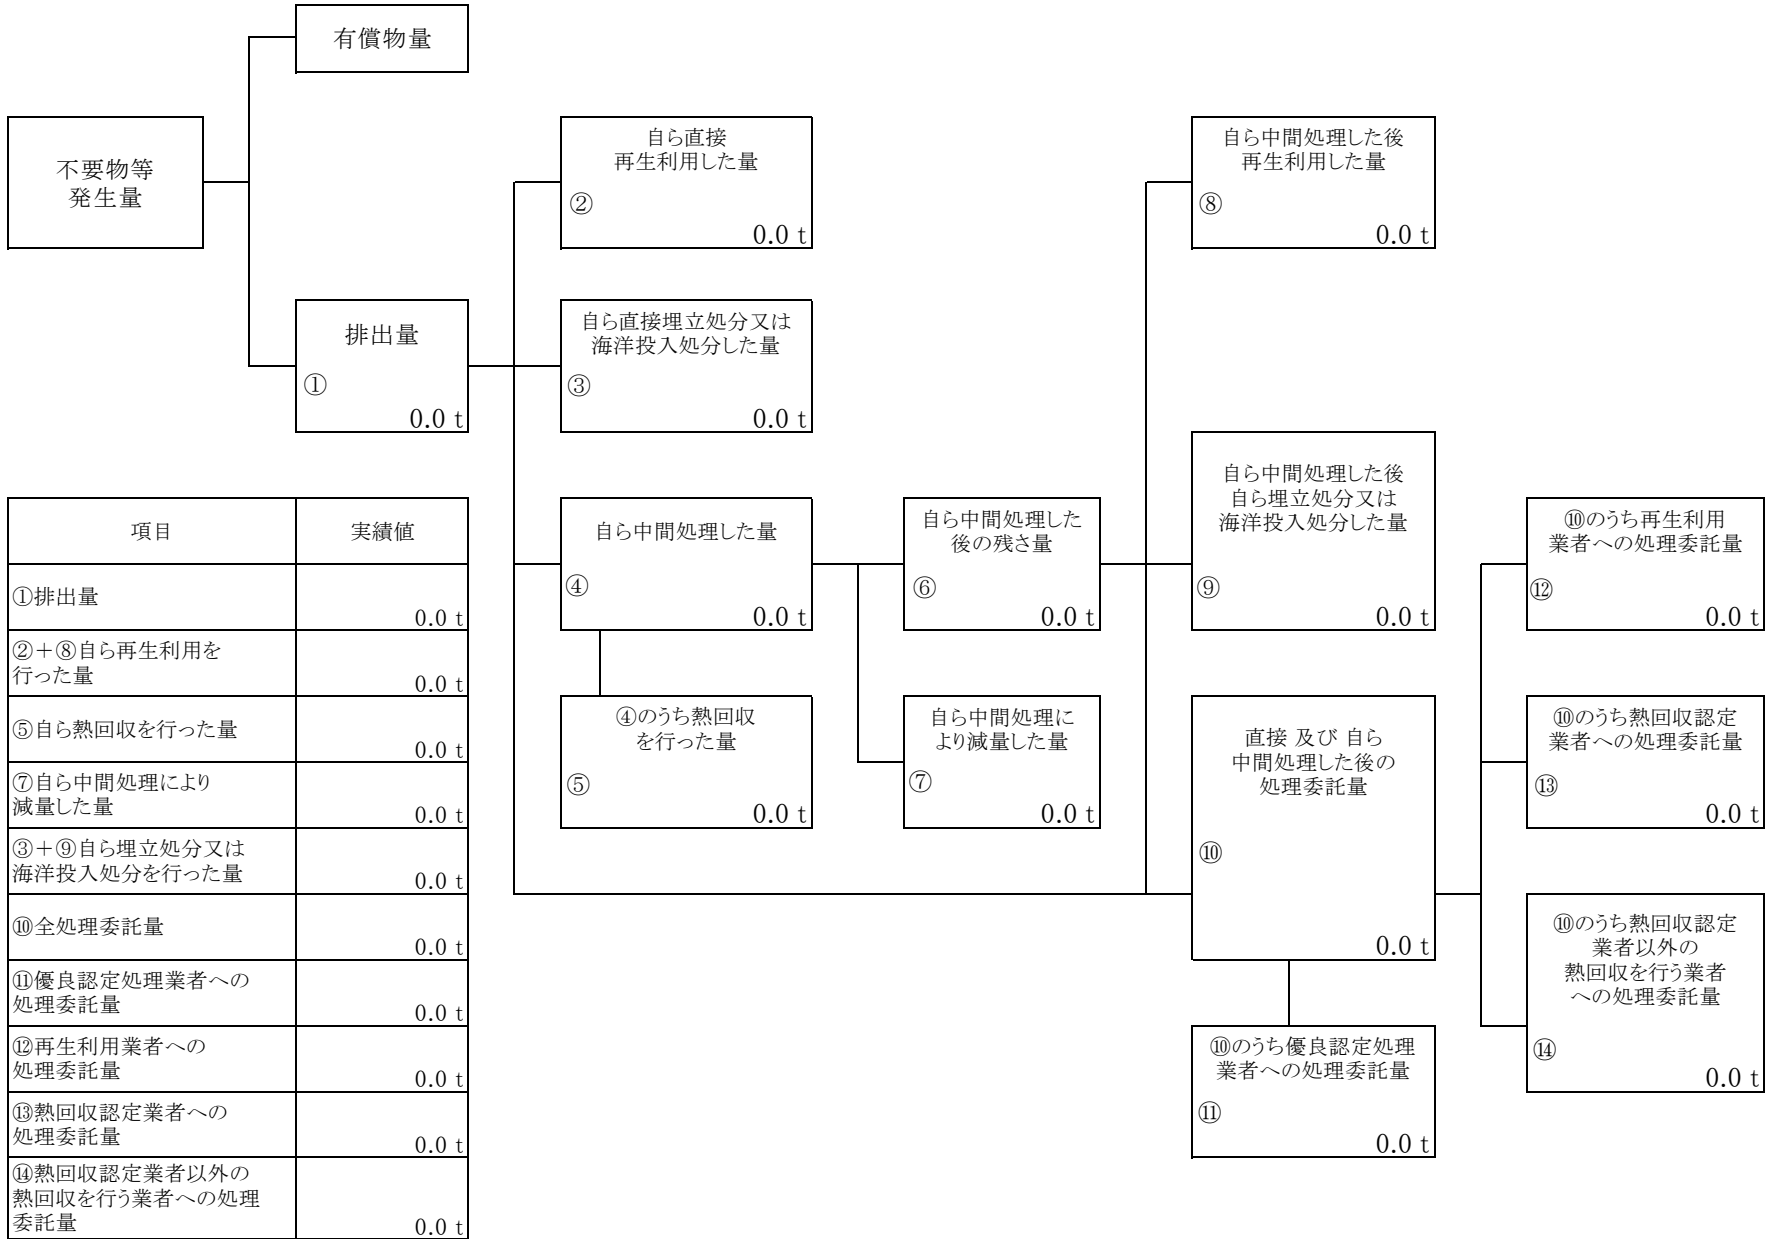 有償物量
不要物等
発生量
自ら直接
再生利用した量
②
0.0 t
自ら中間処理した後
再生利用した量
⑧
0.0 t
排出量
①
0.0 t
自ら直接埋立処分又は
海洋投入処分した量
③
0.0 t
自ら中間処理した量
④
0.0 t
自ら中間処理した
後の残さ量
⑥
0.0 t
自ら中間処理した後
自ら埋立処分又は
海洋投入処分した量
⑨
0.0 t
⑩のうち再生利用
業者への処理委託量
⑫
0.0 t
④のうち熱回収
を行った量
⑤
0.0 t
自ら中間処理に
より減量した量
⑦
0.0 t
直接 及び 自ら
中間処理した後の
処理委託量
⑩
0.0 t
⑩のうち熱回収認定
業者への処理委託量
⑬
0.0 t
⑩のうち熱回収認定
業者以外の
熱回収を行う業者
への処理委託量
⑭
0.0 t
⑩のうち優良認定処理
業者への処理委託量
⑪
0.0 t
項目
実績値
①排出量
0.0 t
②＋⑧自ら再生利用を
行った量
0.0 t
⑤自ら熱回収を行った量
0.0 t
⑦自ら中間処理により
減量した量
0.0 t
③＋⑨自ら埋立処分又は
海洋投入処分を行った量
0.0 t
⑩全処理委託量
0.0 t
⑪優良認定処理業者への
処理委託量
0.0 t
⑫再生利用業者への
処理委託量
0.0 t
⑬熱回収認定業者への
処理委託量
0.0 t
⑭熱回収認定業者以外の
熱回収を行う業者への処理
委託量
0.0 t